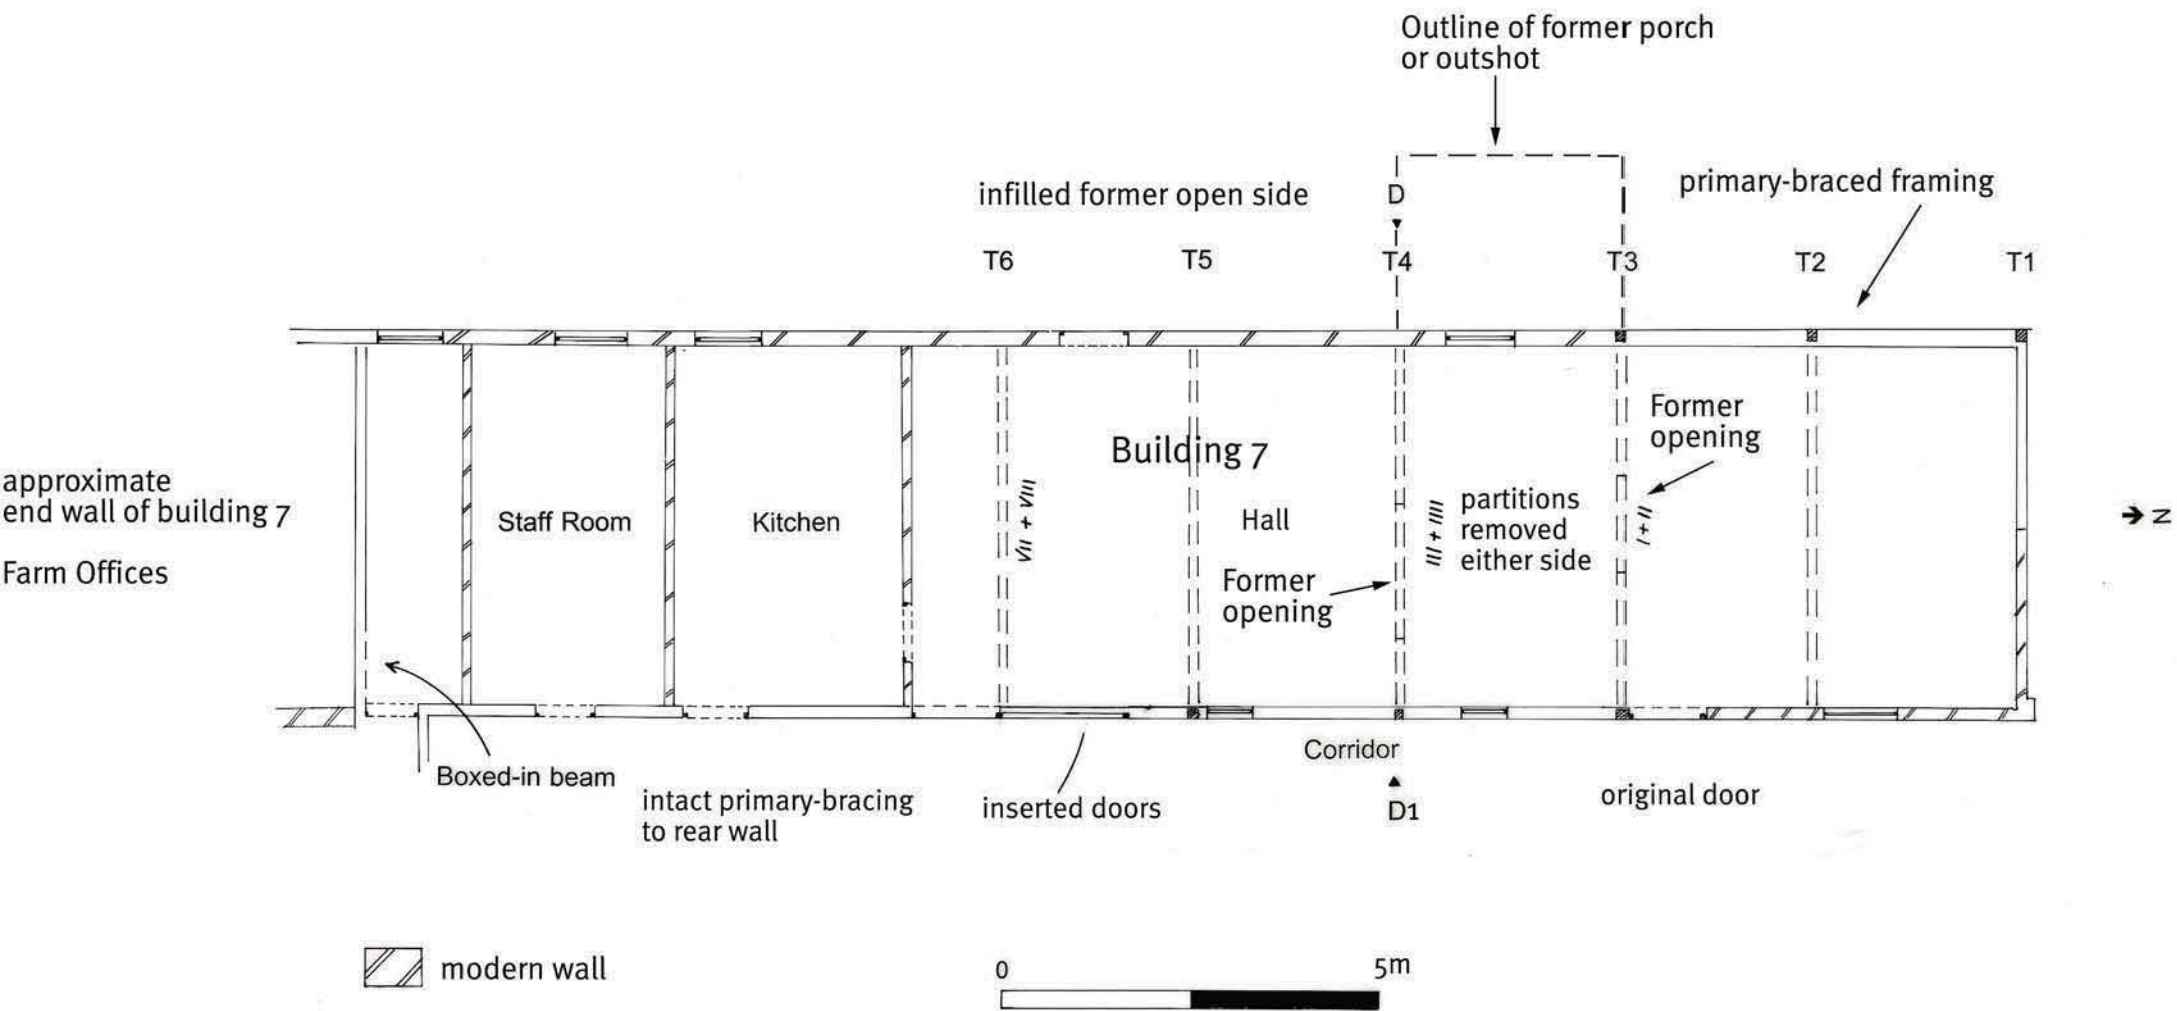 Outline of former porch
or outshot
infilled former open side
D
primary-braced framing
T6
T5
T4
T3
T2
T1
Former
opening
Building 7
approximate
end wall of building 7
Farm Offices
Staff Room
Kitchen
VII + VIII
Hall
III + IIII
partitions
removed
either side
I + II
Former
opening
N
Corridor
Boxed-in beam
intact primary-bracing
to rear wall
inserted doors
D1
original door
modern wall
0
5m